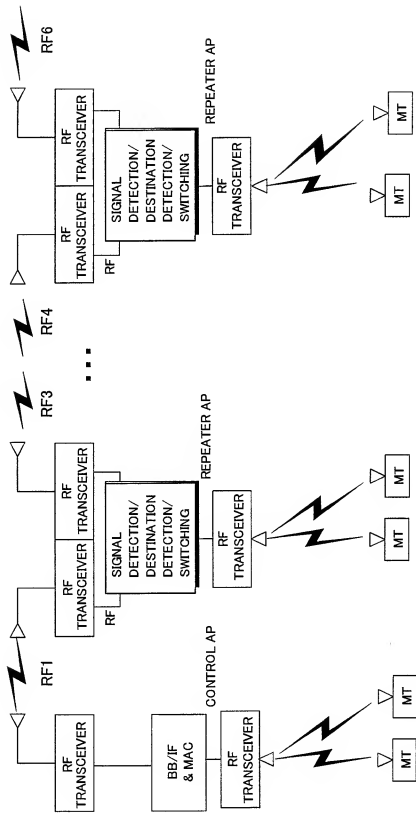 RF
TRANSCEIVER
RF1
BB/IF
& MAC
CONTROL AP
RF
TRANSCEIVER
MT
MT
RF
TRANSCEIVER
RF
TRANSCEIVER
RF3
RF
SIGNAL
DETECTION/
DESTINATION
DETECTION/
SWITCHING
REPEATER AP
RF
TRANSCEIVER
MT
MT
...
RF4
RF
TRANSCEIVER
RF
TRANSCEIVER
RF6
RF
SIGNAL
DETECTION/
DESTINATION
DETECTION/
SWITCHING
REPEATER AP
RF
TRANSCEIVER
MT
MT